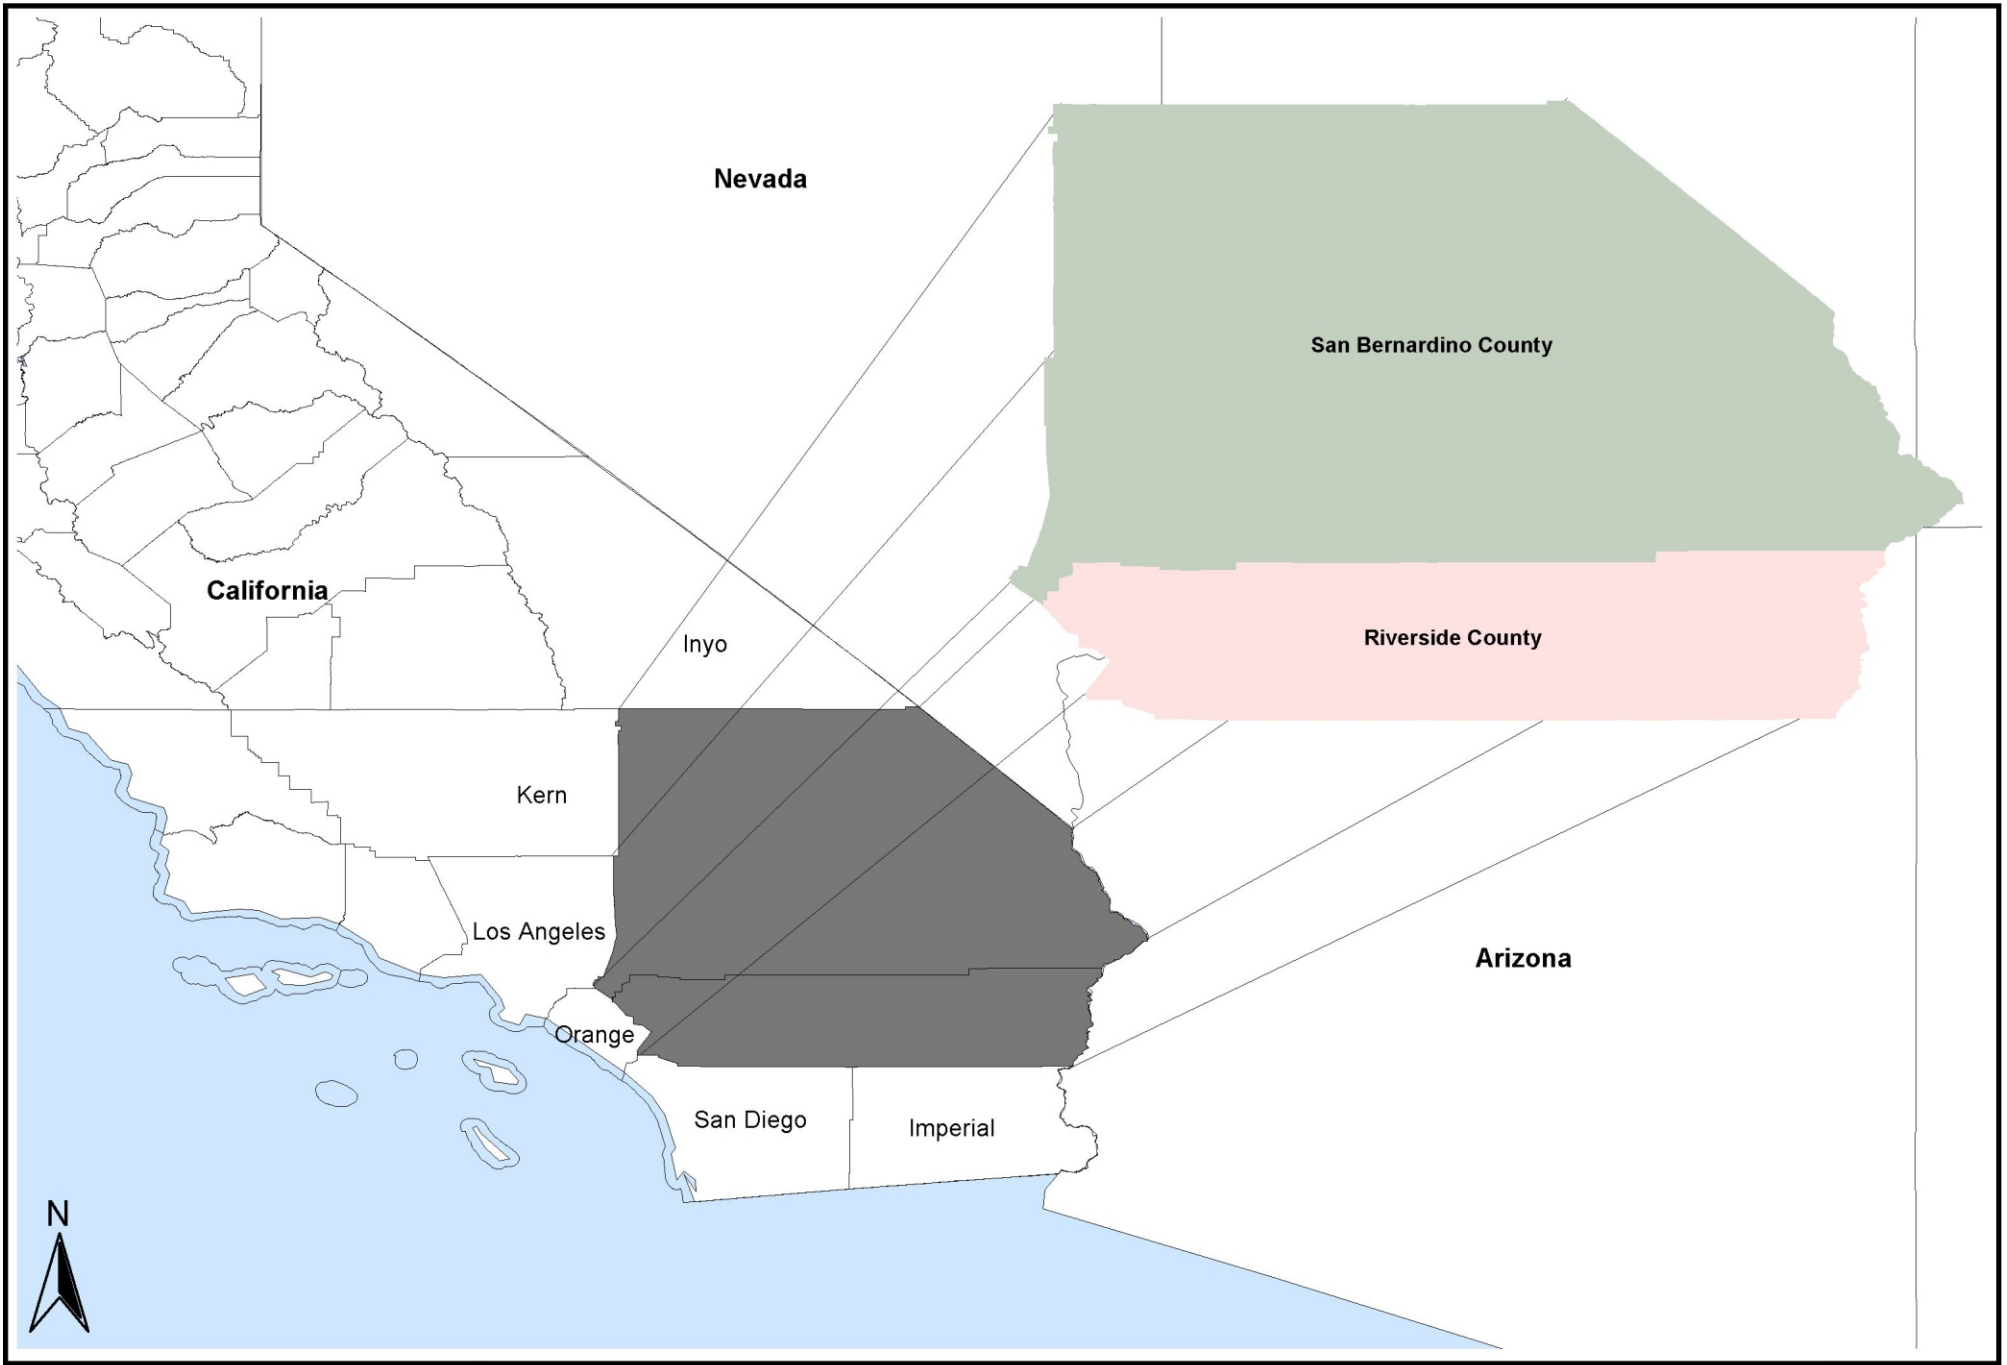 Nevada
San Bernardino County
California
Riverside County
Inyo
Kern
Los Angeles
Arizona
Orange
San Diego
Imperial
N